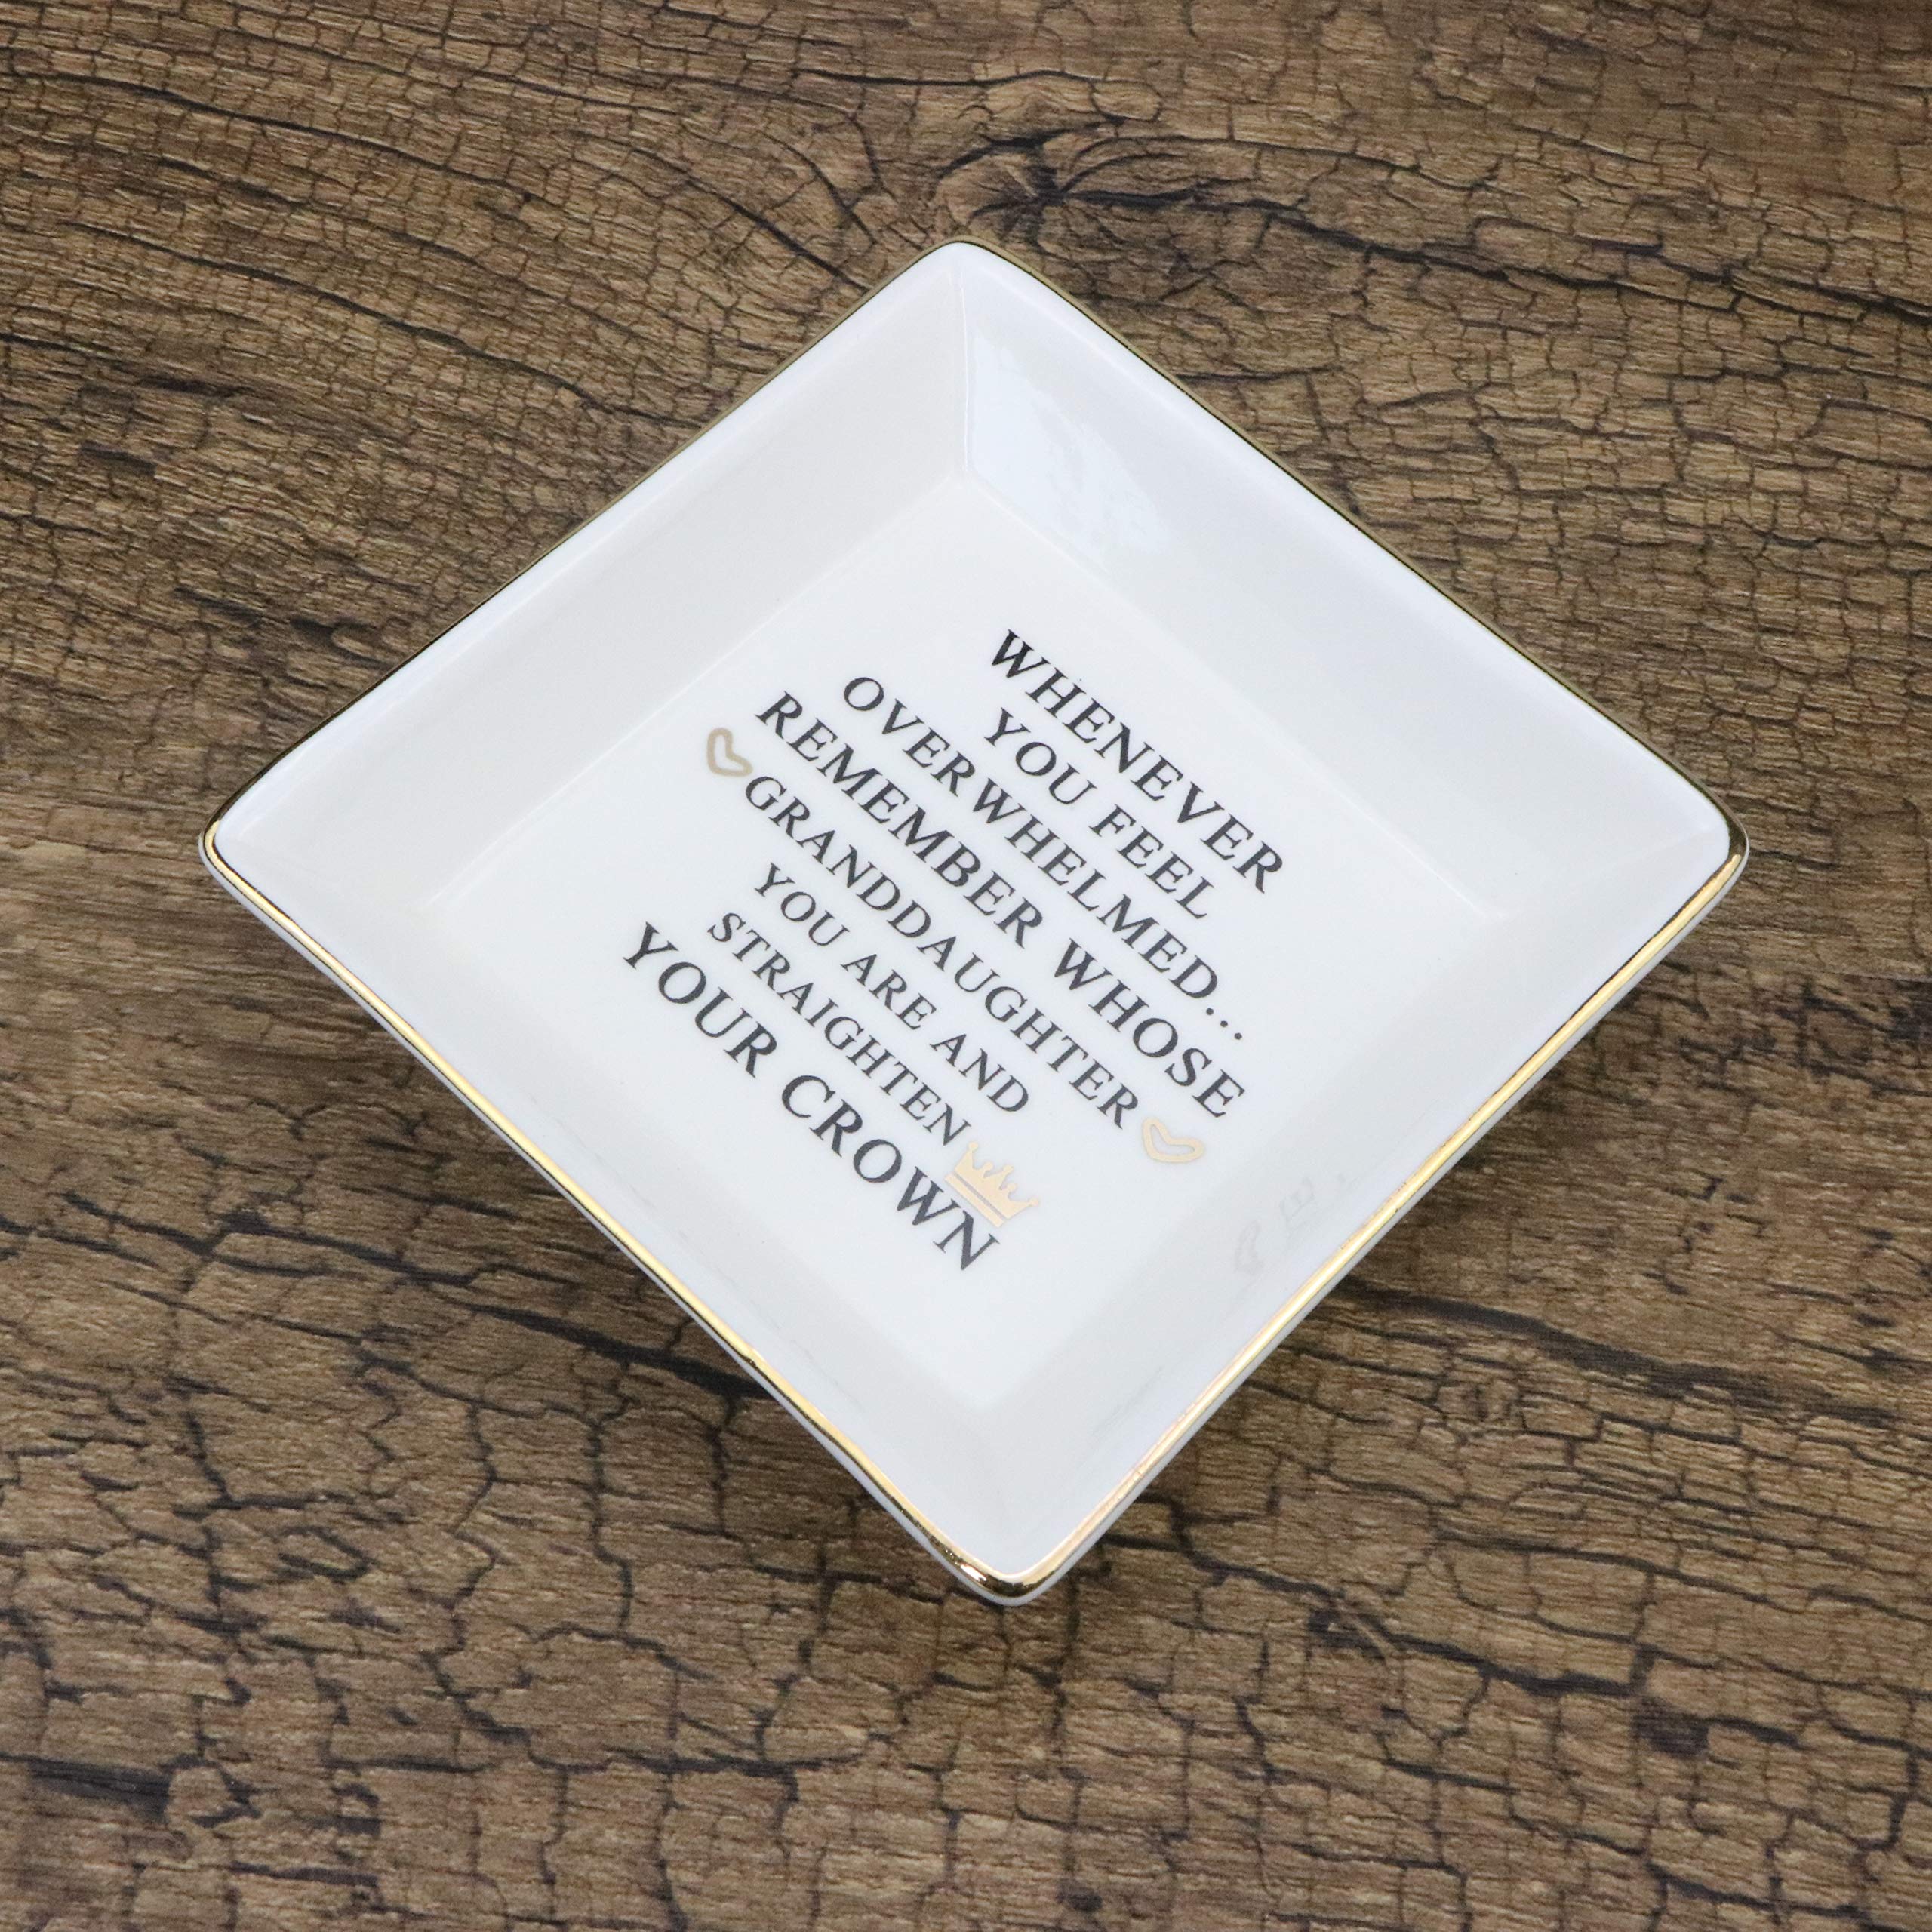 WHENEVER
YOU FEEL
OVERWHELMED...
REMEMBER WHOSE
GRANDDAUGHTER
YOU ARE AND
STRAIGHTEN
YOUR CROWN